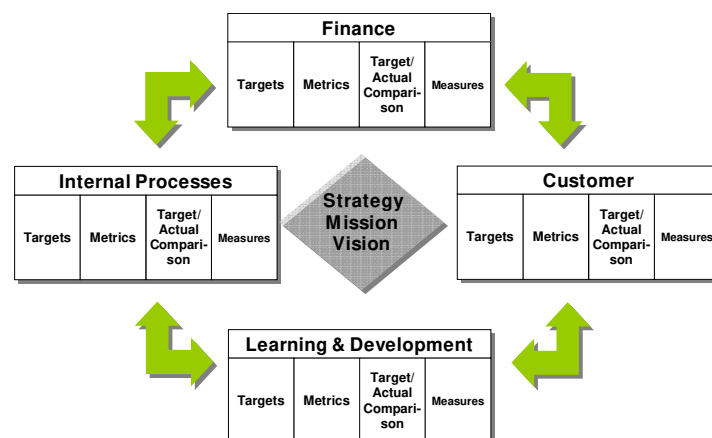 Finance
Targets
Metrics
Target/
Actual
Compari-
son
Measures
Internal Processes
Targets
Metrics
Target/
Actual
Compari-
son
Measures
Strategy
Mission
Vision
Customer
Targets
Metrics
Target/
Actual
Compari-
son
Measures
Learning & Development
Targets
Metrics
Target/
Actual
Compari-
son
Measures